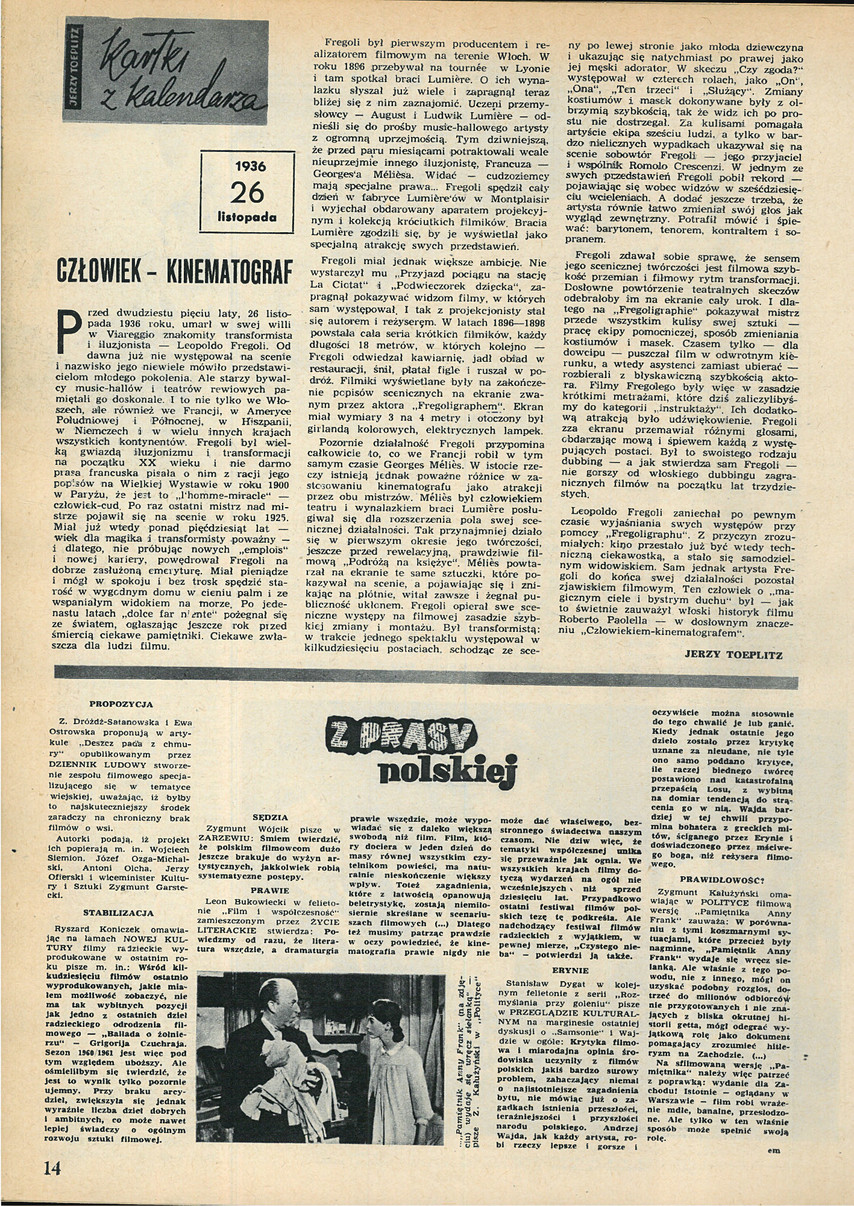 JERZY TOEPLITZ
Kartki
z kalendarza
1936
26
listopada
CZŁOWIEK – KINEMATOGRAF
Przed dwudziestu pięciu laty, 26 listo-
pada 1936 roku, umarł w swej willi
w Viareggio znakomity transformista
i iluzjonista — Leopoldo Fregoli. Od
dawna już nie występował na scenie
i nazwisko jego niewiele mówiło przedstawi-
cielom młodego pokolenia. Ale starzy bywal-
cy music-hallów i teatrów rewiowych pa-
miętali go doskonale. I to nie tylko we Wło-
szech, ale również we Francji, w Ameryce
Południowej i Północnej, w Hiszpanii,
w Niemczech i w wielu innych krajach
wszystkich kontynentów. Fregoli był wiel-
ką gwiazdą iluzjonizmu i transformacji
na początku XX wieku i nie darmo
prasa francuska pisała o nim z racji jego
popisów na Wielkiej Wystawie w roku 1900
w Paryżu, że jest to „l'homme-miracle" —
człowiek-cud. Po raz ostatni mistrz nad mi-
strze pojawił się na scenie w roku 1925.
Miał już wtedy ponad pięćdziesiąt lat —
wiek dla magika i transformisty poważny —
i dlatego, nie próbując nowych „emplois"
i nowej kariery, powędrował Fregoli na
dobrze zasłużoną emeryturę. Miał pieniądze
i mógł w spokoju i bez trosk spędzić sta-
rość w wygodnym domu w cieniu palm i ze
wspaniałym widokiem na morze. Po jede-
nastu latach „dolce far niente" pożegnał się
ze światem, ogłaszając jeszcze rok przed
śmiercią ciekawe pamiętniki. Ciekawe zwła-
szcza dla ludzi filmu.
Fregoli był pierwszym producentem i re-
alizatorem filmowym na terenie Włoch. W
roku 1896 przebywał na tournée w Lyonie
i tam spotkał braci Lumière. O ich wyna-
lazku słyszał już wiele i zapragnął teraz
bliżej się z nim zaznajomić. Uczeni przemy-
słowcy — August i Ludwik Lumière — od-
nieśli się do prośby music-hallowego artysty
z ogromną uprzejmością. Tym dziwniejszą,
że przed paru miesiącami potraktowali wcale
nieuprzejmie innego iluzjonistę, Francuza —
Georges'a Mélièsa. Widać — cudzoziemcy
mają specjalne prawa... Fregoli spędził cały
dzień w fabryce Lumière'ów w Montplaisir
i wyjechał obdarowany aparatem projekcyj-
nym i kolekcją króciutkich filmików. Bracia
Lumière zgodzili się, by je wyświetlał jako
specjalną atrakcję swych przedstawień.
Fregoli miał jednak większe ambicje. Nie
wystarczył mu „Przyjazd pociągu na stację
La Ciotat" i „Podwieczorek dziecka", za-
pragnął pokazywać widzom filmy, w których
sam występował. I tak z projekcjonisty stał
się autorem i reżyserem. W latach 1896—1898
powstała cała seria krótkich filmików, każdy
długości 18 metrów, w których kolejno —
Fregoli odwiedzał kawiarnię, jadł obiad w
restauracji, śnił, płatał figle i ruszał w po-
dróż. Filmiki wyświetlane były na zakończe-
nie popisów scenicznych na ekranie zwa-
nym przez aktora „Fregoligraphem". Ekran
miał wymiary 3 na 4 metry i otoczony był
girlandą kolorowych, elektrycznych lampek.
Pozornie działalność Fregoli przypomina
całkowicie to, co we Francji robił w tym
samym czasie Georges Méliès. W istocie rze-
czy istnieją jednak poważne różnice w za-
stosowaniu kinematografu jako atrakcji
przez obu mistrzów. Méliès był człowiekiem
teatru i wynalazkiem braci Lumière posłu-
giwał się dla rozszerzenia pola swej sce-
nicznej działalności. Tak przynajmniej działo
się w pierwszym okresie jego twórczości,
jeszcze przed rewelacyjną, prawdziwie fil-
mową „Podróżą na księżyc". Méliès powta-
rzał na ekranie te same sztuczki, które po-
kazywał na scenie, a pojawiając się i zni-
kając na płótnie, witał zawsze i żegnał pu-
bliczność ukłonem. Fregoli opierał swe sce-
niczne występy na filmowej zasadzie szyb-
kiej zmiany i montażu. Był transformistą:
w trakcie jednego spektaklu występował w
kilkudziesięciu postaciach, schodząc ze sce-
ny po lewej stronie jako młoda dziewczyna
i ukazując się natychmiast po prawej jako
jej męski adorator. W skeczu „Czy zgoda?"
występował w czterech rolach, jako „On",
„Ona", „Ten trzeci" i „Służący". Zmiany
kostiumów i masek dokonywane były z ol-
brzymią szybkością, tak że widz ich po pro-
stu nie dostrzegał. Za kulisami pomagała
artyście ekipa sześciu ludzi, a tylko w bar-
dzo nielicznych wypadkach ukazywał się na
scenie sobowtór Fregoli — jego przyjaciel
i wspólnik Romolo Crescenzi. W jednym ze
swych przedstawień Fregoli pobił rekord —
pojawiając się wobec widzów w sześćdziesię-
ciu wcieleniach. A dodać jeszcze trzeba, że
artysta równie łatwo zmieniał swój głos jak
wygląd zewnętrzny. Potrafił mówić i śpie-
wać: barytonem, tenorem, kontraltem i so-
pranem.
Fregoli zdawał sobie sprawę, że sensem
jego scenicznej twórczości jest filmowa szyb-
kość przemian i filmowy rytm transformacji.
Dosłowne powtórzenie teatralnych skeczów
odebrałoby im na ekranie cały urok. I dla-
tego na „Fregoligraphie" pokazywał mistrz
przede wszystkim kulisy swej sztuki —
pracę ekipy pomocniczej, sposób zmieniania
kostiumów i masek. Czasem tylko — dla
dowcipu — puszczał film w odwrotnym kie-
runku, a wtedy asystenci zamiast ubierać —
rozbierali z błyskawiczną szybkością akto-
ra. Filmy Fregolego były więc w zasadzie
krótkimi metrażami, które dziś zaliczylibyś-
my do kategorii „instruktaży". Ich dodatko-
wą atrakcją było udźwiękowienie. Fregoli
zza ekranu przemawiał różnymi głosami,
obdarzając mową i śpiewem każdą z wystę-
pujących postaci. Był to swoistego rodzaju
dubbing — a jak stwierdza sam Fregoli —
nie gorszy od włoskiego dubbingu zagra-
nicznych filmów na początku lat trzydzie-
stych.
Leopoldo Fregoli zaniechał po pewnym
czasie wyjaśniania swych występów przy
pomocy „Fregoligraphu". Z przyczyn zrozu-
miałych: kino przestało już być wtedy tech-
niczną ciekawostką, a stało się samodziel-
nym widowiskiem. Sam jednak artysta Fre-
goli do końca swej działalności pozostał
zjawiskiem filmowym. Ten człowiek o „ma-
gicznym ciele i bystrym duchu" był — jak
to świetnie zauważył włoski historyk filmu
Roberto Paolella — w dosłownym znacze-
niu „Człowiekiem-kinematografem".
JERZY TOEPLITZ
Z PRASY
polskiej
PROPOZYCJA
Z. Dróżdż-Satanowska i Ewa
Ostrowska proponują w arty-
kule „Deszcz pada z chmu-
ry" opublikowanym przez
DZIENNIK LUDOWY stworze-
nie zespołu filmowego specja-
lizującego się w tematyce
wiejskiej, uważając, iż byłby
to najskuteczniejszy środek
zaradczy na chroniczny brak
filmów o wsi.
Autorki podają, iż projekt
ich popierają m. in. Wojciech
Siemion, Józef Ozga-Michal-
ski, Antoni Olcha, Jerzy
Ofierski i wiceminister Kultu-
ry i Sztuki Zygmunt Garste-
cki.
STABILIZACJA
Ryszard Koniczek omawia-
jąc na łamach NOWEJ KUL-
TURY filmy radzieckie wy-
produkowane w ostatnim ro-
ku pisze m. in.: Wśród kil-
kudziesięciu filmów ostatnio
wyprodukowanych, jakie mia-
łem możliwość zobaczyć, nie
ma tak wybitnych pozycji
jak jedno z ostatnich dzieł
radzieckiego odrodzenia fil-
mowego — „Ballada o żołnie-
rzu" — Grigorija Czuchraja.
Sezon 1960/1961 jest więc pod
tym względem uboższy. Ale
ośmieliłbym się twierdzić, że
jest to wynik tylko pozornie
ujemny. Przy braku arcy-
dzieł, zwiększyła się jednak
wyraźnie liczba dzieł dobrych
i ambitnych, co może nawet
lepiej świadczy o ogólnym
rozwoju sztuki filmowej.
SĘDZIA
Zygmunt Wójcik pisze w
ZARZEWIU: Śmiem twierdzić,
że polskim filmowcom dużo
jeszcze brakuje do wyżyn ar-
tystycznych, jakkolwiek robią
systematyczne postępy.
PRAWIE
Leon Bukowiecki w felieto-
nie „Film i współczesność"
zamieszczonym przez ŻYCIE
LITERACKIE stwierdza: Po-
wiedzmy od razu, że litera-
tura wszędzie, a dramaturgia
prawie wszędzie, może wypo-
wiadać się z daleko większą
swobodą niż film. Film, któ-
ry dociera w jeden dzień do
masy równej wszystkim czy-
telnikom powieści, ma natu-
ralnie nieskończenie większy
wpływ. Toteż zagadnienia,
które z łatwością opanowują
beletrystykę, zostają niemiło-
siernie skreślane w scenariu-
szach filmowych (...) Dlatego
też musimy patrząc prawdzie
w oczy powiedzieć, że kine-
matografia prawie nigdy nie
może dać właściwego, bez-
stronnego świadectwa naszym
czasom. Nie dziw więc, że
tematyki współczesnej unika
się przeważnie jak ognia. We
wszystkich krajach filmy do-
tyczą wydarzeń na ogół nie
wcześniejszych, niż sprzed
dziesięciu lat. Przypadkowo
ostatni festiwal filmów pol-
skich tezę tę podkreśla. Ale
nadchodzący festiwal filmów
radzieckich z wyjątkiem, w
pewnej mierze, „Czystego nie-
ba" – potwierdzi ją także.
ERYNIE
Stanisław Dygat w kolej-
nym felietonie z serii „Roz-
myślania przy goleniu" pisze
w PRZEGLĄDZIE KULTURAL-
NYM na marginesie ostatniej
dyskusji o „Samsonie" i Waj-
dzie w ogóle: Krytyka filmo-
wa i miarodajna opinia śro-
dowiska uczyniły z filmów
polskich jakiś bardzo surowy
problem, zahaczający niemal
o najistotniejsze zagadnienia
bytu, nie mówiąc już o za-
gadkach istnienia przeszłości,
teraźniejszości i przyszłości
narodu polskiego. Andrzej
Wajda, jak każdy artysta, ro-
bi rzeczy lepsze i gorsze i
oczywiście można stosownie
do tego chwalić je lub ganić.
Kiedy jednak ostatnie jego
dzieło zostało przez krytykę
uznane za nieudane, nie tyle
ono samo poddano krytyce,
ile raczej biednego twórcę
postawiono nad katastrofalną
przepaścią Losu, z wybitną
na domiar tendencją do strą-
cenia go w nią. Wajda bar-
dziej w tej chwili przypo-
mina bohatera z greckich mi-
tów, ściganego przez Erynie i
doświadczonego przez mściwe-
go boga, niż reżysera filmo-
wego.
PRAWIDŁOWOŚĆ?
Zygmunt Kałużyński oma-
wiając w POLITYCE filmową
wersję „Pamiętnika Anny
Frank" zauważa: W porówna-
niu z tymi koszmarnymi sy-
tuacjami, które przecież były
nagminne, „Pamiętnik Anny
Frank" wydaje się wręcz sie-
lanką. Ale właśnie z tego po-
wodu, nie z innego, mógł on
uzyskać podobny rozgłos, do-
trzeć do milionów odbiorców
nie przygotowanych i nie zna-
jących z bliska okrutnej hi-
storii getta, mógł odegrać wy-
jątkową rolę jako dokument
pomagający zrozumieć hitle-
ryzm na Zachodzie. (...)
Na sfilmowaną wersję „Pa-
miętnika" należy więc patrzeć
z poprawką: wydanie dla Za-
chodu! Istotnie – oglądany w
Warszawie – film robi wraże-
nie mdłe, banalne, przesłodzo-
ne. Ale tylko w ten właśnie
sposób może spełnić swoją
rolę.
em
...„Pamiętnik Anny Frank" (na zdję-
ciu) wydaje się wręcz sielanką —
pisze Z. Kałużyński w „Polityce"
14